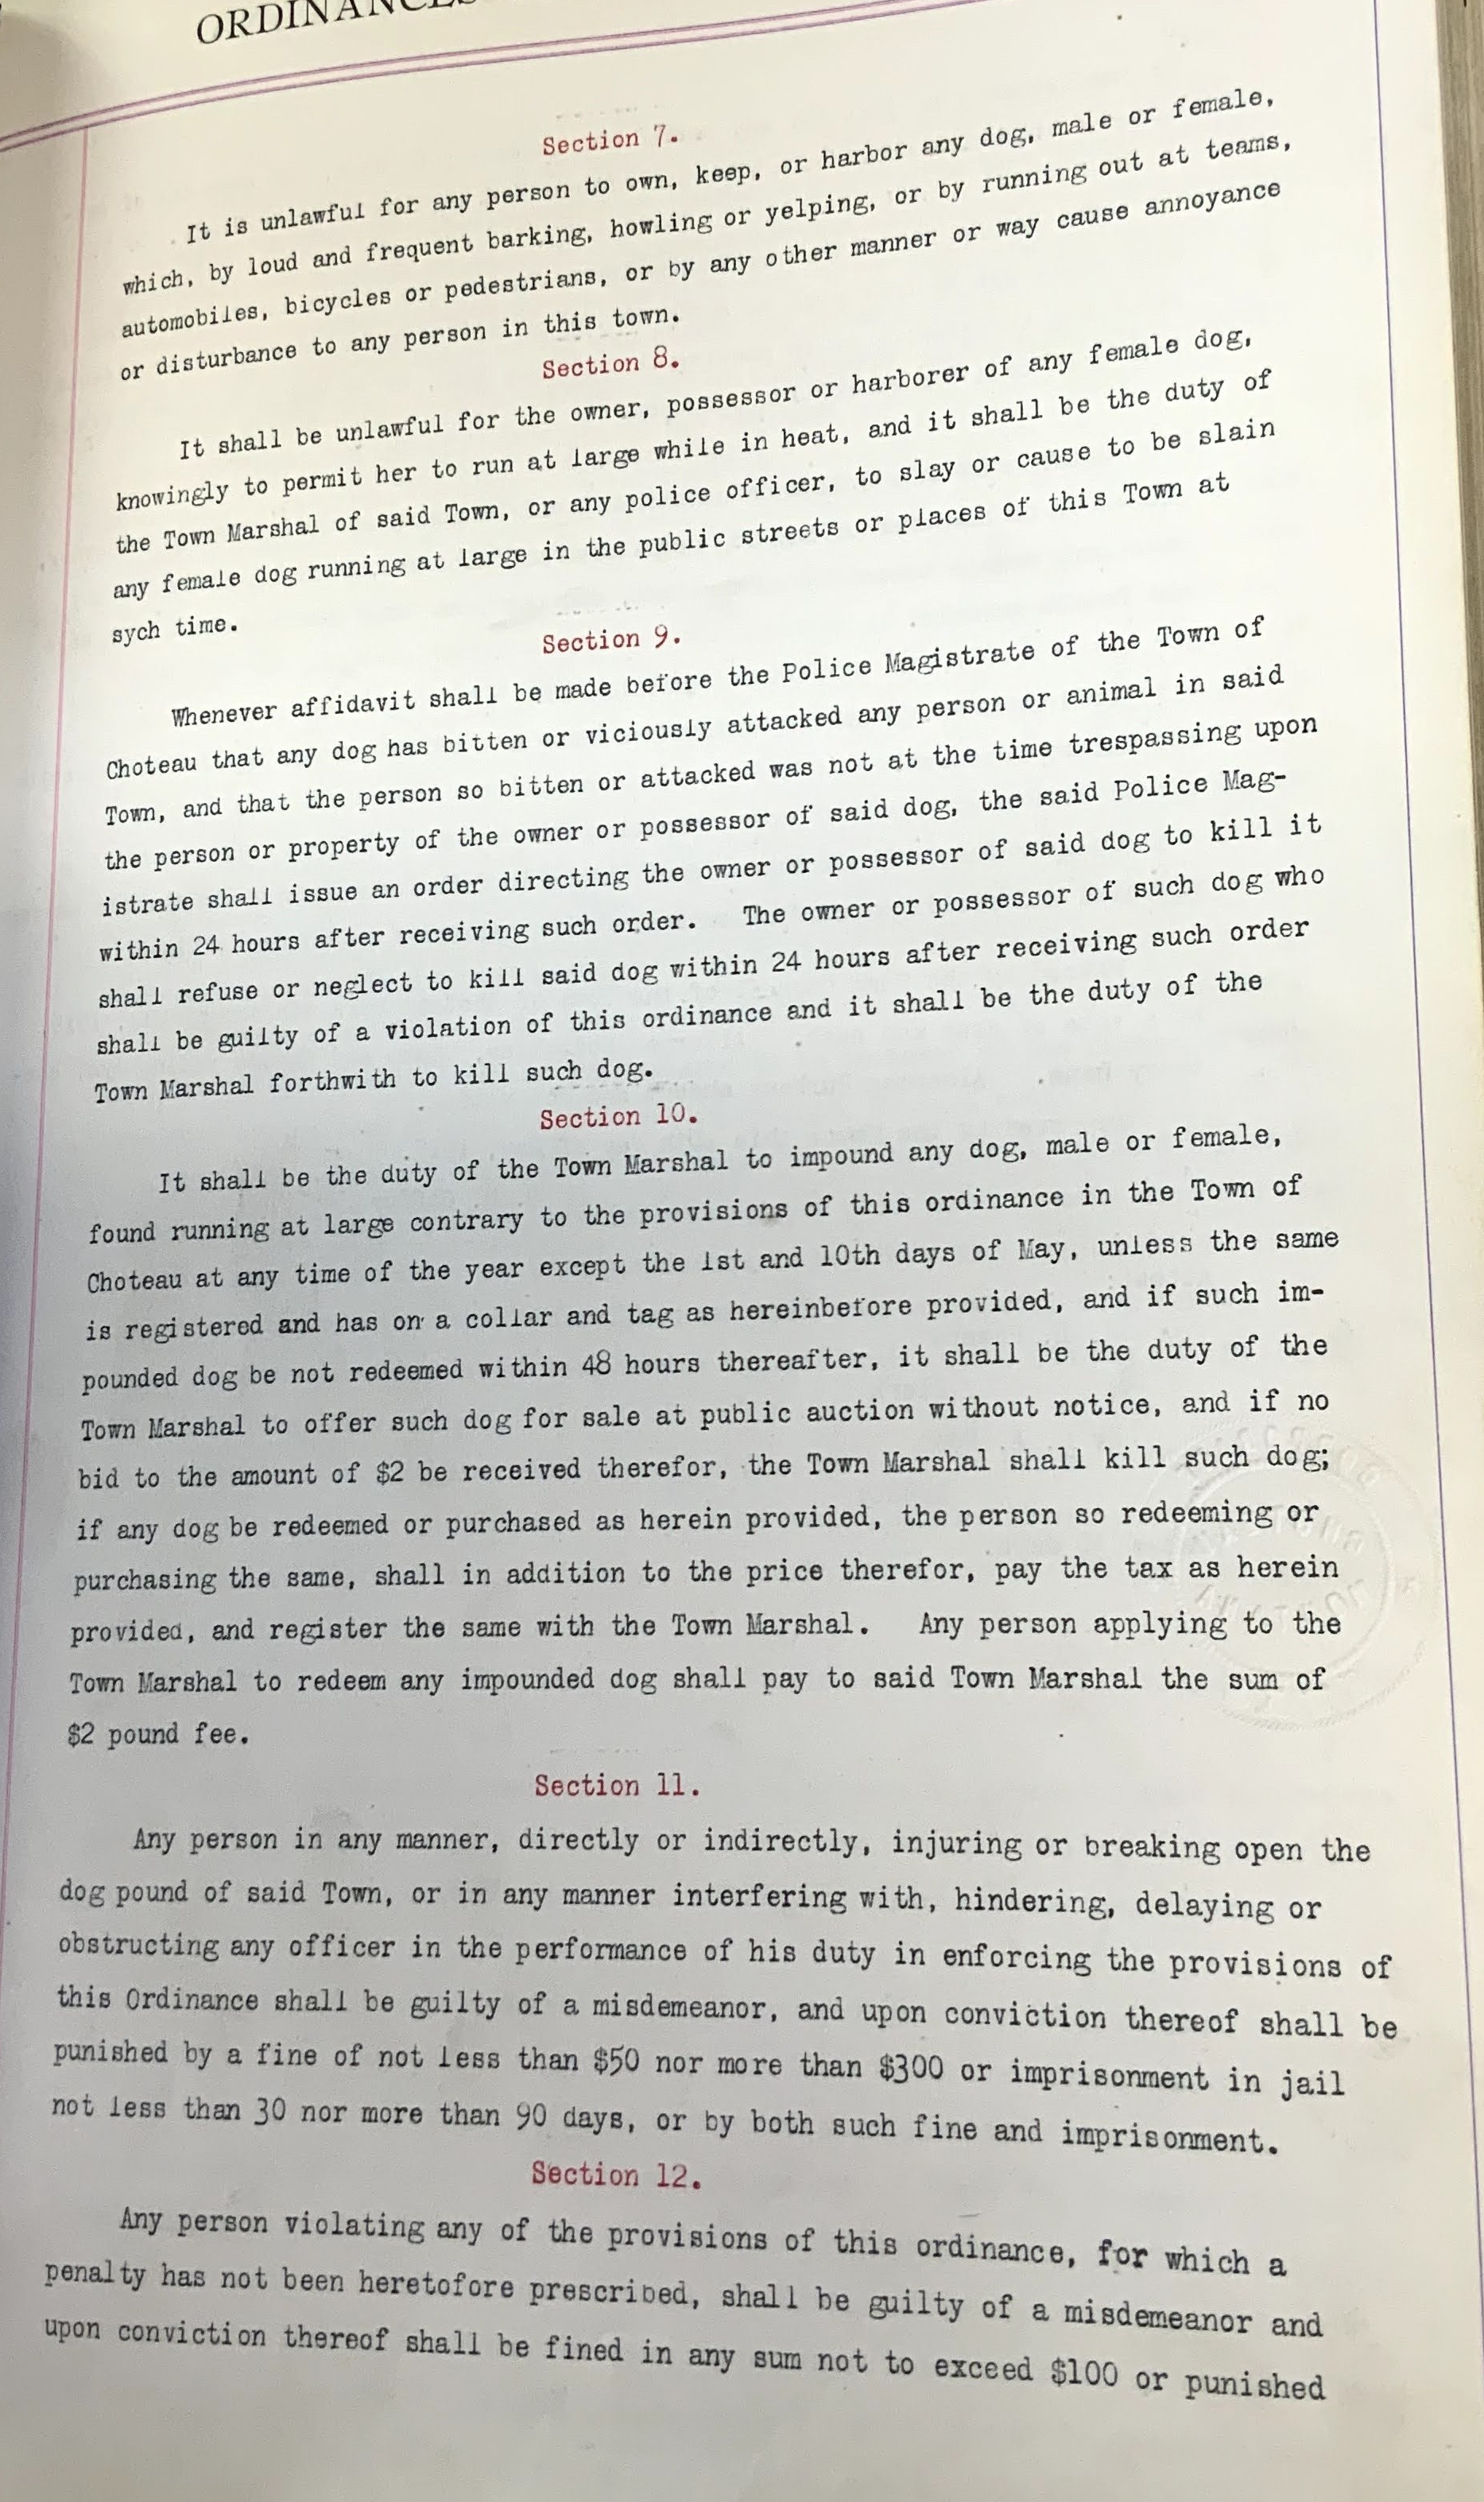 ORDINANCES
Section 7.
It is unlawful for any person to own, keep, or harbor any dog, male or female,
which, by loud and frequent barking, howling or yelping, or by running out at teams,
automobiles, bicycles or pedestrians, or by any other manner or way cause annoyance
or disturbance to any person in this town.
Section 8.
It shall be unlawful for the owner, possessor or harborer of any female dog,
knowingly to permit her to run at large while in heat, and it shall be the duty of
the Town Marshal of said Town, or any police officer, to slay or cause to be slain
any female dog running at large in the public streets or places of this Town at
sych time.
Section 9.
Whenever affidavit shall be made before the Police Magistrate of the Town of
Choteau that any dog has bitten or viciously attacked any person or animal in said
Town, and that the person so bitten or attacked was not at the time trespassing upon
the person or property of the owner or possessor of said dog, the said Police Mag-
istrate shall issue an order directing the owner or possessor of said dog to kill it
within 24 hours after receiving such order. The owner or possessor of such dog who
shall refuse or neglect to kill said dog within 24 hours after receiving such order
shall be guilty of a violation of this ordinance and it shall be the duty of the
Town Marshal forthwith to kill such dog.
Section 10.
It shall be the duty of the Town Marshal to impound any dog, male or female,
found running at large contrary to the provisions of this ordinance in the Town of
Choteau at any time of the year except the 1st and 10th days of May, unless the same
is registered and has on a collar and tag as hereinbefore provided, and if such im-
pounded dog be not redeemed within 48 hours thereafter, it shall be the duty of the
Town Marshal to offer such dog for sale at public auction without notice, and if no
bid to the amount of $2 be received therefor, the Town Marshal shall kill such dog;
if any dog be redeemed or purchased as herein provided, the person so redeeming or
purchasing the same, shall in addition to the price therefor, pay the tax as herein
provided, and register the same with the Town Marshal. Any person applying to the
Town Marshal to redeem any impounded dog shall pay to said Town Marshal the sum of
$2 pound fee.
Section 11.
Any person in any manner, directly or indirectly, injuring or breaking open the
dog pound of said Town, or in any manner interfering with, hindering, delaying or
obstructing any officer in the performance of his duty in enforcing the provisions of
this Ordinance shall be guilty of a misdemeanor, and upon conviction thereof shall be
punished by a fine of not less than $50 nor more than $300 or imprisonment in jail
not less than 30 nor more than 90 days, or by both such fine and imprisonment.
Section 12.
Any person violating any of the provisions of this ordinance, for which a
penalty has not been heretofore prescribed, shall be guilty of a misdemeanor and
upon conviction thereof shall be fined in any sum not to exceed $100 or punished